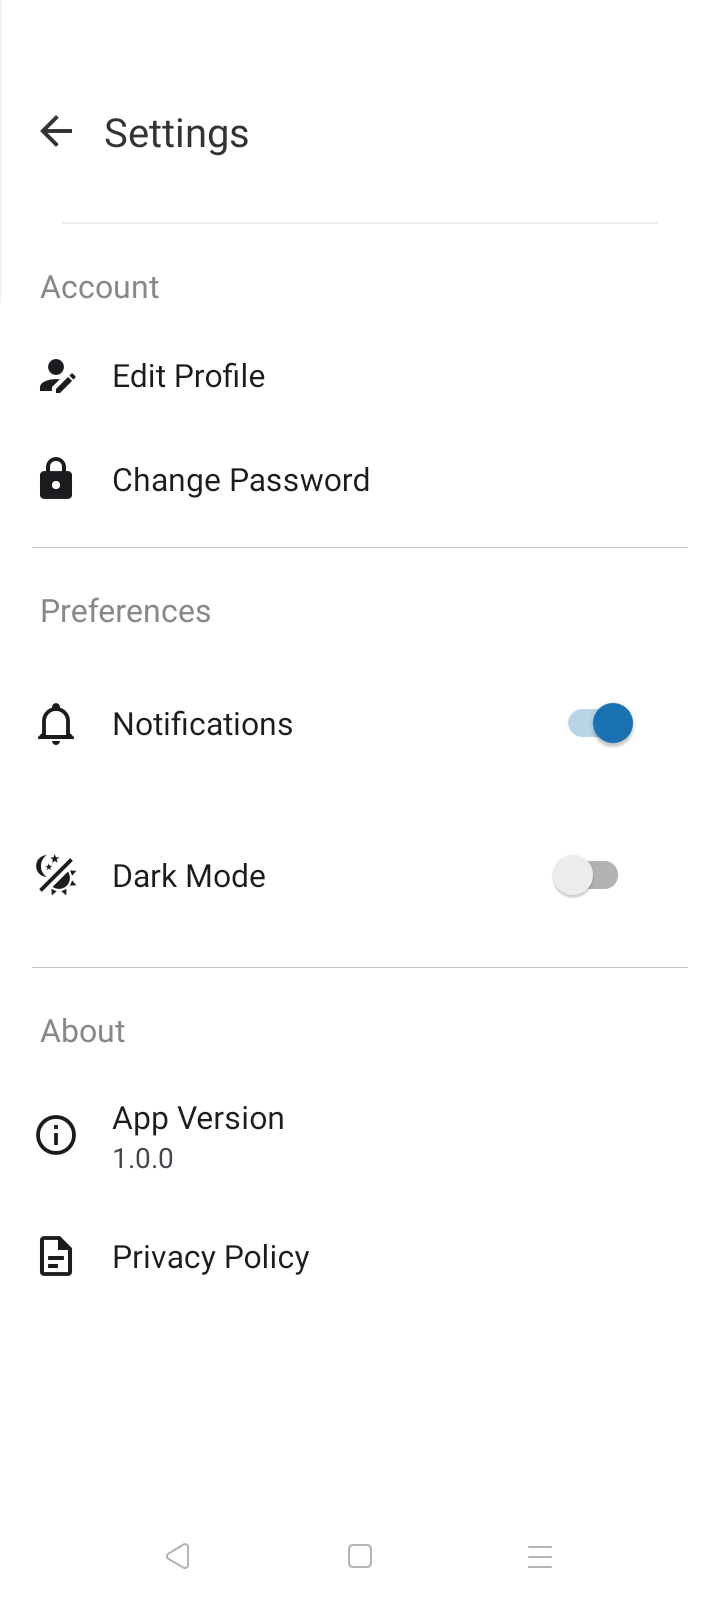 Settings
Account
Edit Profile
Change Password
Preferences
Notifications
Dark Mode
About
App Version
1.0.0
Privacy Policy